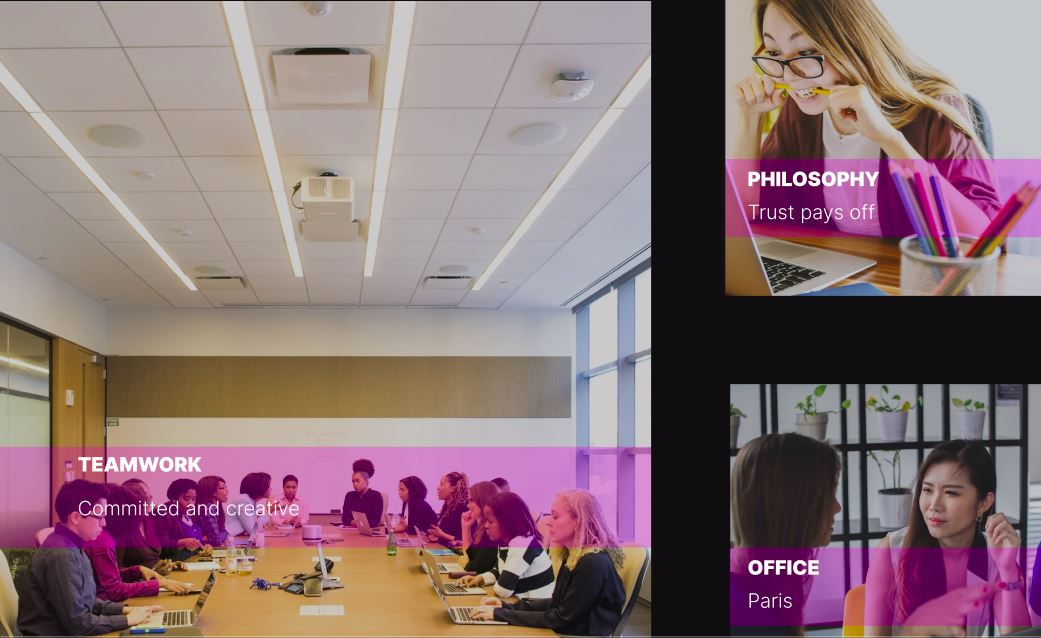 TEAMWORK
Committed and creative
PHILOSOPHY
Trust pays off
OFFICE
Paris